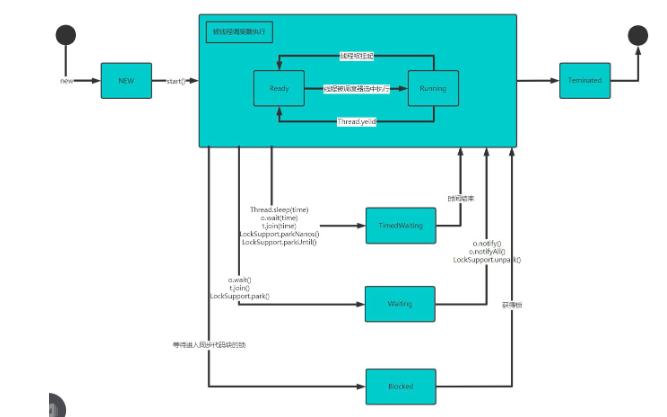 被线程调度器执行
线程被挂起
new
NEW
start()
Ready
线程被调度器选中执行
Running
Teminated
Thread.yeild
Thread.sleep(time)
o.wait(time)
t.join(time)
LockSupport.parkNanos()
LockSupport.parkUntil()
TimedWaiting
时间结束
o.notify()
o.notifyAll()
LockSupport.unpark()
o.wait()
t.join()
LockSupport.park()
Waiting
获得锁
等待进入同步代码块的锁
Blocked